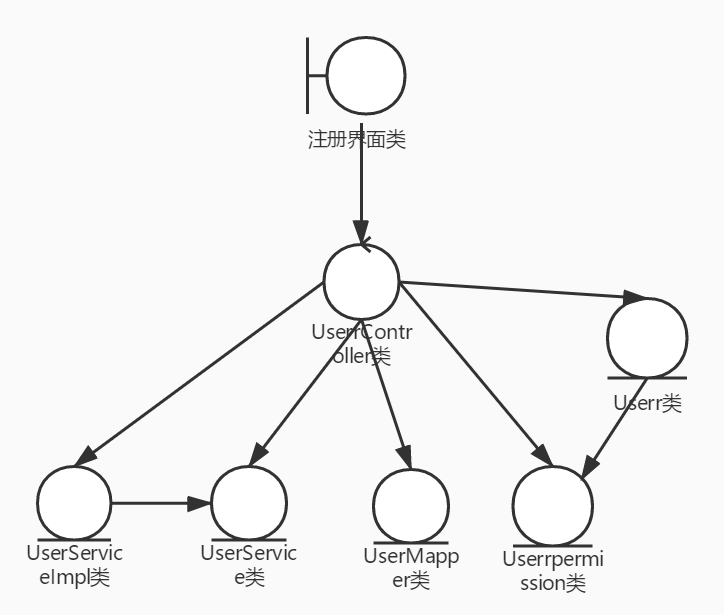 注册界面类
UserrContr
oller类
Userr类
UserServic
eImpl类
UserServic
e类
UserMapp
er类
Userrpermi
ssion类